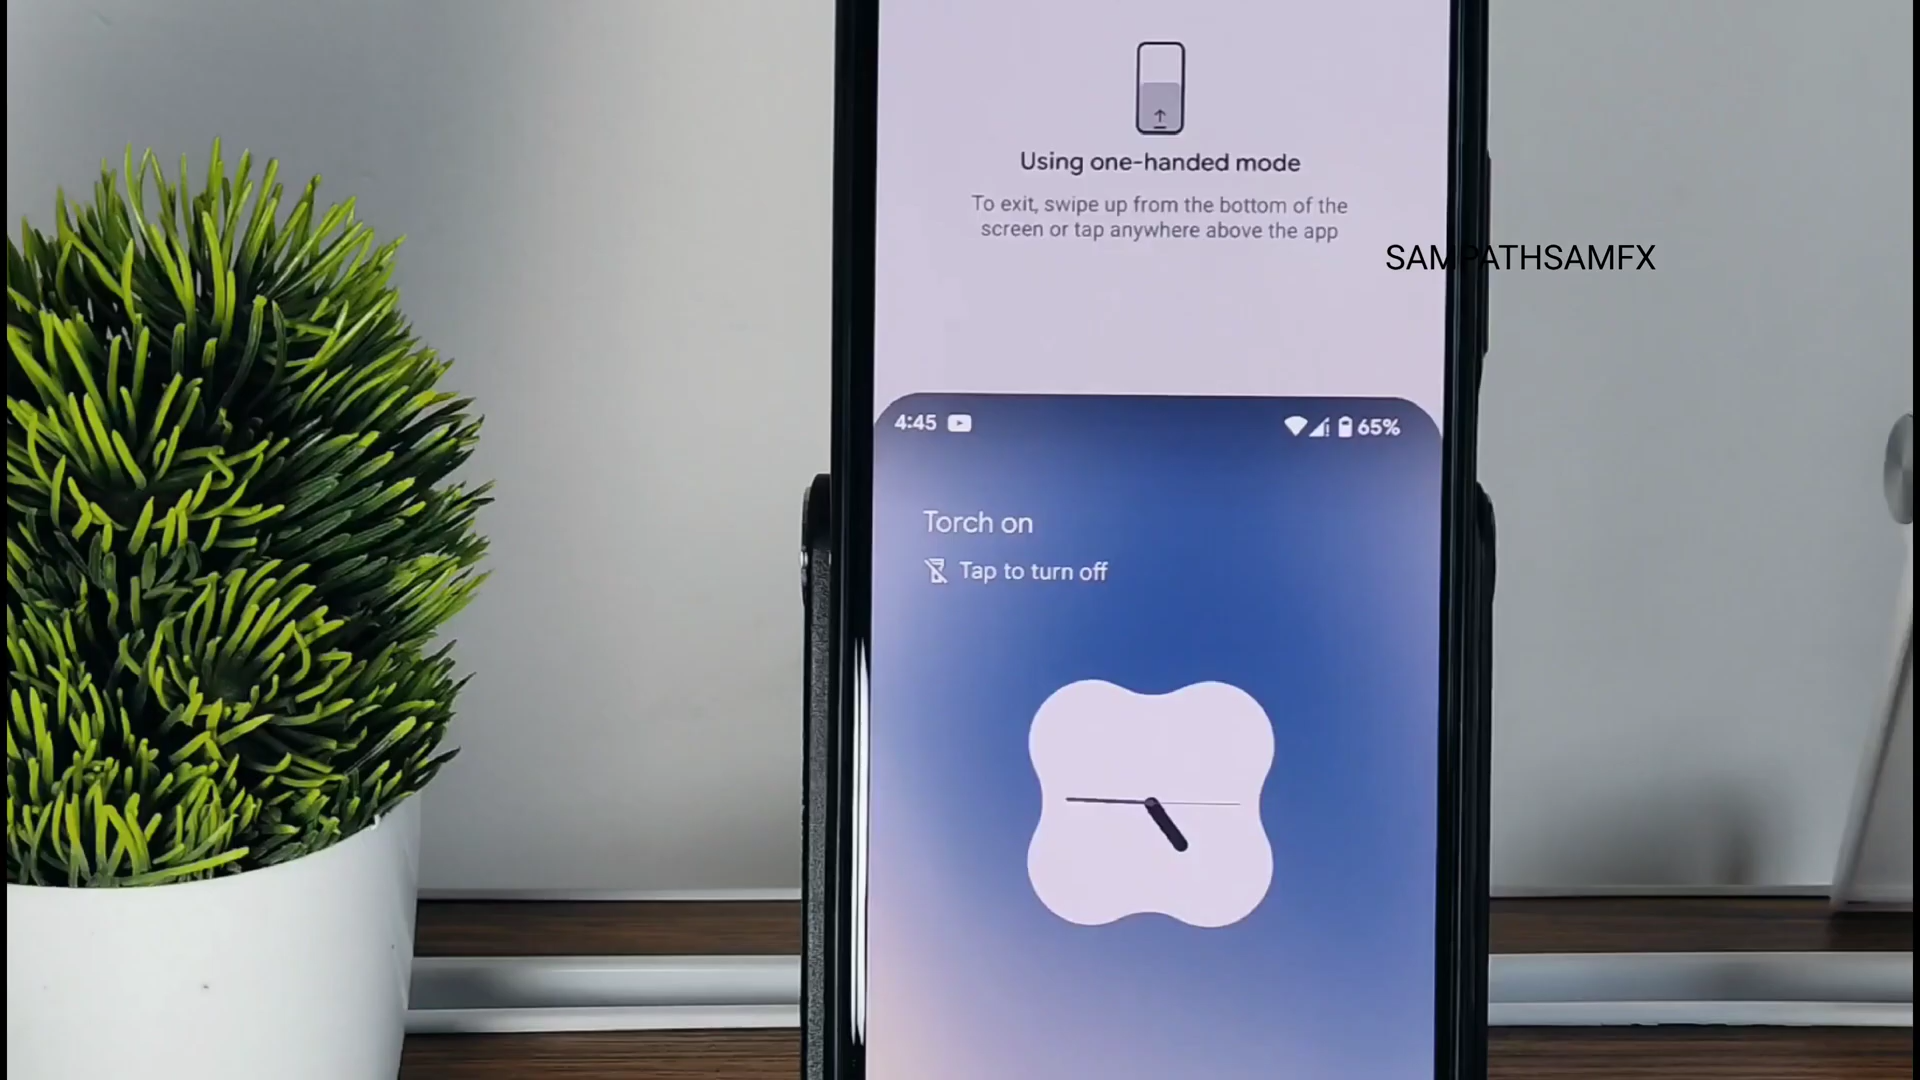 Using one-handed mode
To exit, swipe up from the bottom of the
screen or tap anywhere above the app
SAMPATHSAMFX
4:45
65%
Torch on
Tap to turn off